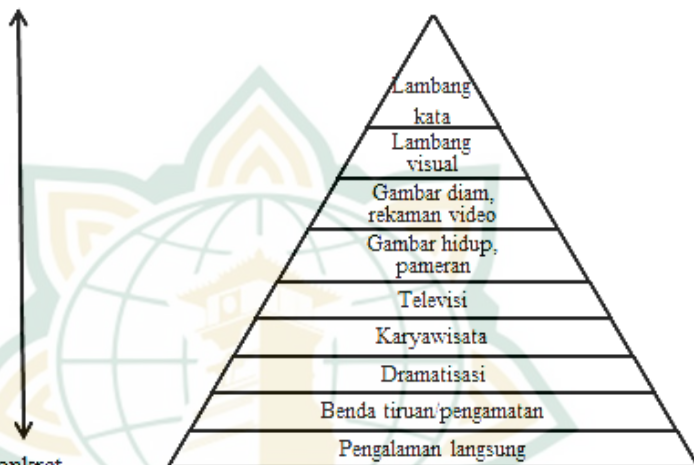 Lambang
kata
Lambang
visual
Gambar diam,
rekaman video
Gambar hidup,
pameran
Televisi
Karyawisata
Dramatisasi
Benda tiruan/pengamatan
Pengalaman langsung